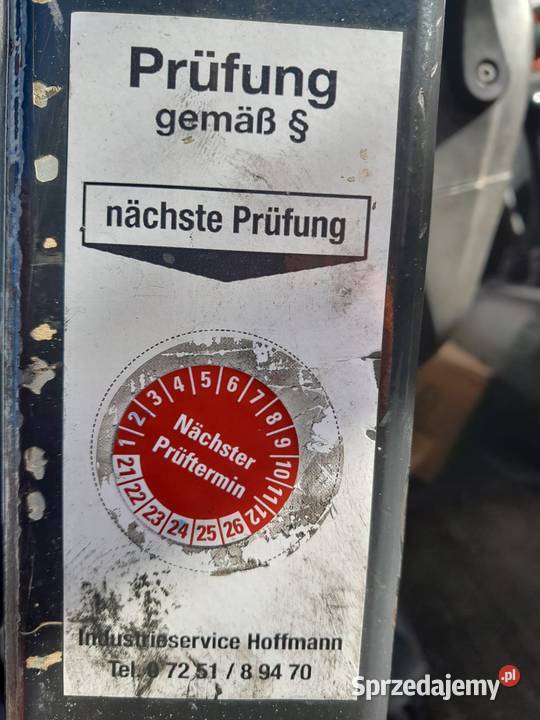 Prüfung
gemäß §
nächste Prüfung
1 2 3 4 5 6 7 8 9 10 11 12
Nächster
Prüftermin
21 22 23 24 25 26
Industrieservice Hoffmann
Tel. 0 72 51 / 8 94 70
Sprzedajemy.pl